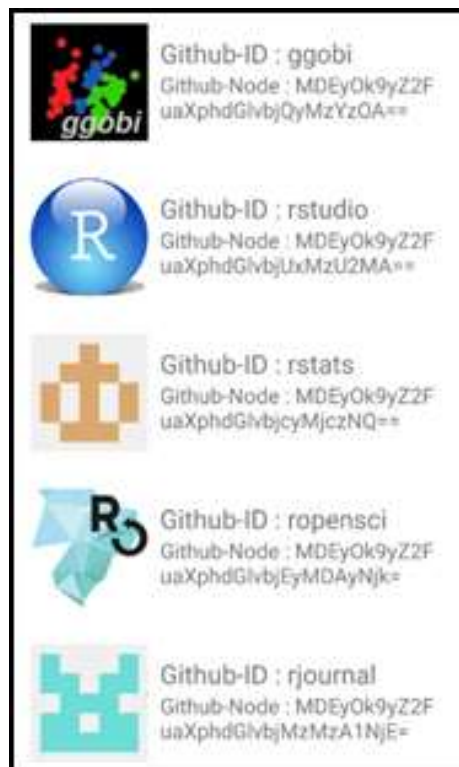 ggobi
Github-ID : ggobi
Github-Node : MDEyOk9yZ2F
uaXphdGlvbjQyMzYzOA==
R
Github-ID : rstudio
Github-Node : MDEyOk9yZ2F
uaXphdGlvbjUxMzU2MA==
Github-ID : rstats
Github-Node : MDEyOk9yZ2F
uaXphdGlvbjcyMjczNQ==
R
Github-ID : ropensci
Github-Node : MDEyOk9yZ2F
uaXphdGlvbjEyMDAyNjk=
Github-ID : rjournal
Github-Node : MDEyOk9yZ2F
uaXphdGlvbjMzMzA1NjE=